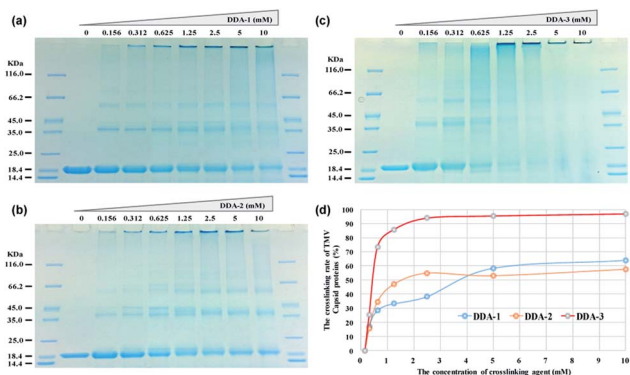 (a)
DDA-1 (mM)
0 0.156 0.312 0.625 1.25 2.5 5 10
KDa
116.0
66.2
45.0
35.0
25.0
18.4
14.4
(b)
DDA-2 (mM)
0 0.156 0.312 0.625 1.25 2.5 5 10
KDa
116.0
66.2
45.0
35.0
25.0
18.4
14.4
(c)
DDA-3 (mM)
0 0.156 0.312 0.625 1.25 2.5 5 10
KDa
116.0
66.2
45.0
35.0
25.0
18.4
14.4
(d)
The crosslinking rate of TMV
Capsid proteins (%)
100
90
80
70
60
50
40
30
20
10
0
DDA-1 DDA-2 DDA-3
0 1 2 3 4 5 6 7 8 9 10
The concentration of crosslinking agent (mM)